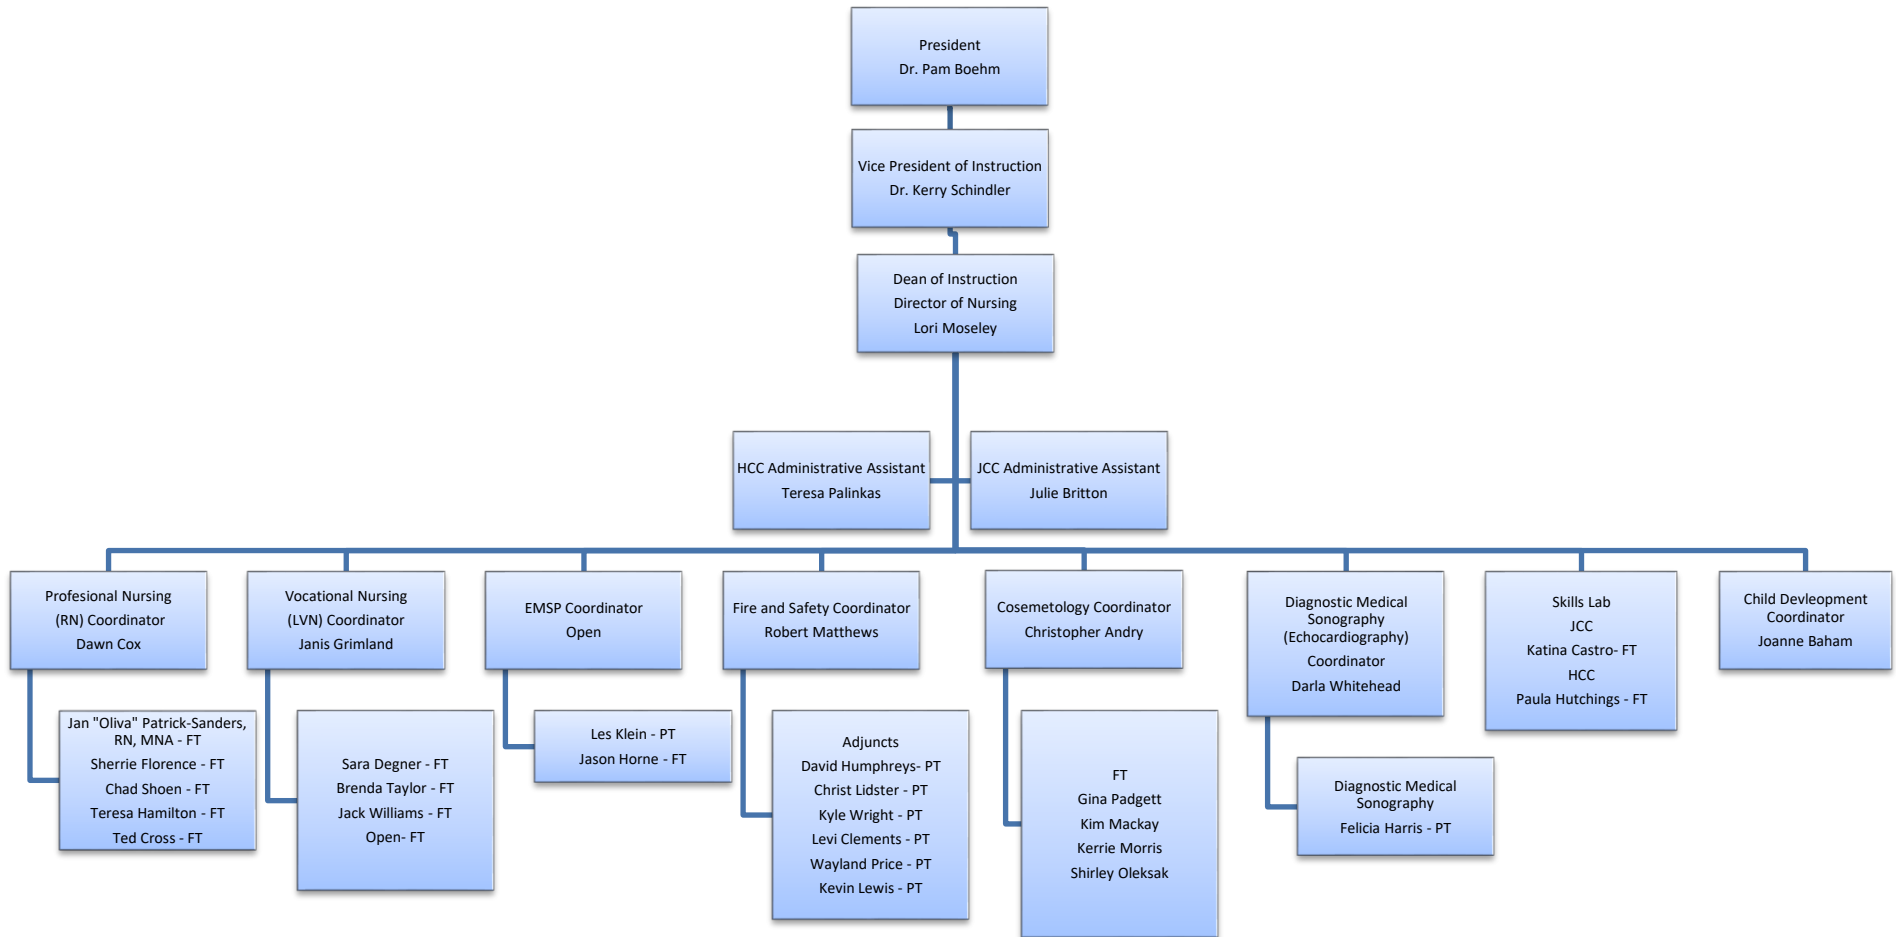 President
Dr. Pam Boehm
Vice President of Instruction
Dr. Kerry Schindler
Dean of Instruction
Director of Nursing
Lori Moseley
HCC Administrative Assistant
Teresa Palinkas
JCC Administrative Assistant
Julie Britton
Profesional Nursing
(RN) Coordinator
Dawn Cox
Vocational Nursing
(LVN) Coordinator
Janis Grimland
EMSP Coordinator
Open
Fire and Safety Coordinator
Robert Matthews
Cosemetology Coordinator
Christopher Andry
Diagnostic Medical
Sonography
(Echocardiography)
Coordinator
Darla Whitehead
Skills Lab
JCC
Katina Castro- FT
HCC
Paula Hutchings - FT
Child Devleopment
Coordinator
Joanne Baham
Jan "Oliva" Patrick-Sanders,
RN, MNA - FT
Sherrie Florence - FT
Chad Shoen - FT
Teresa Hamilton - FT
Ted Cross - FT
Sara Degner - FT
Brenda Taylor - FT
Jack Williams - FT
Open- FT
Les Klein - PT
Jason Horne - FT
Adjuncts
David Humphreys- PT
Christ Lidster - PT
Kyle Wright - PT
Levi Clements - PT
Wayland Price - PT
Kevin Lewis - PT
FT
Gina Padgett
Kim Mackay
Kerrie Morris
Shirley Oleksak
Diagnostic Medical
Sonography
Felicia Harris - PT